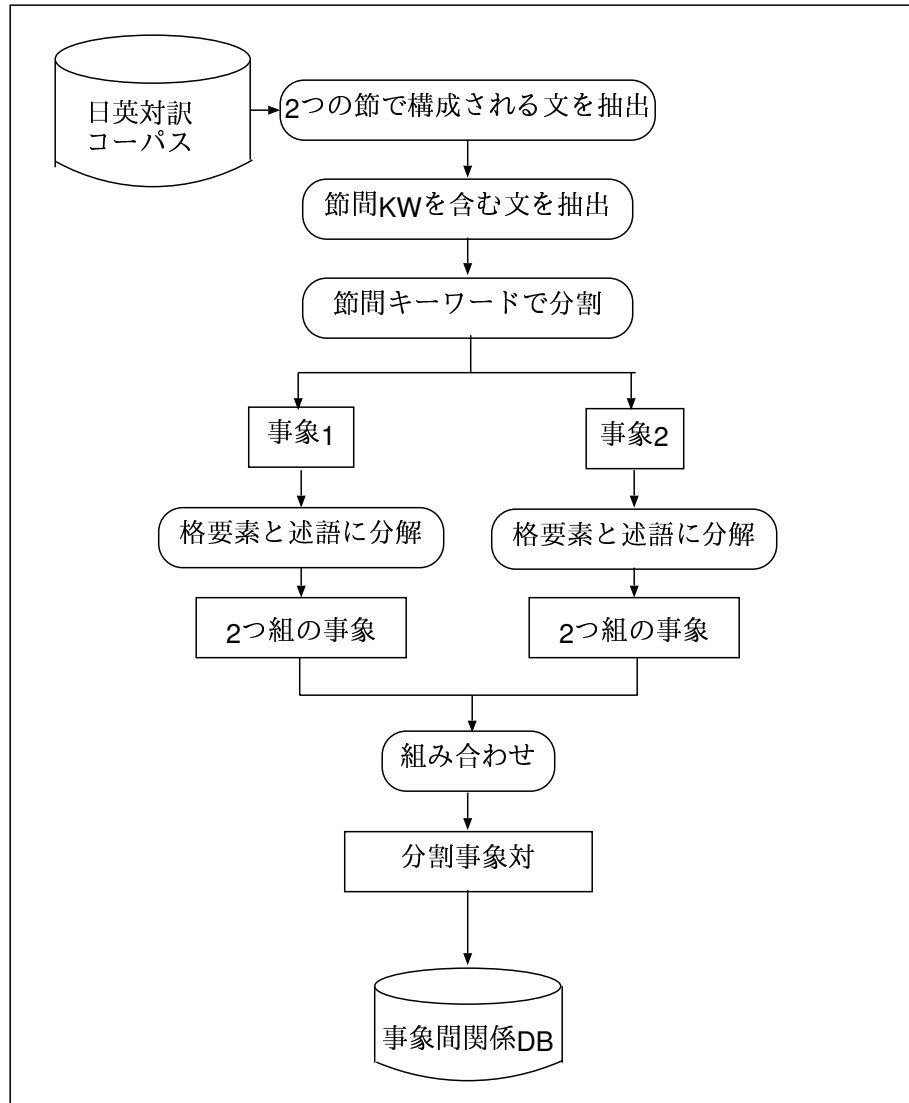 日英対訳
コーパス
2つの節で構成される文を抽出
節間KWを含む文を抽出
節間キーワードで分割
事象1
事象2
格要素と述語に分解
格要素と述語に分解
2つ組の事象
2つ組の事象
組み合わせ
分割事象対
事象間関係DB